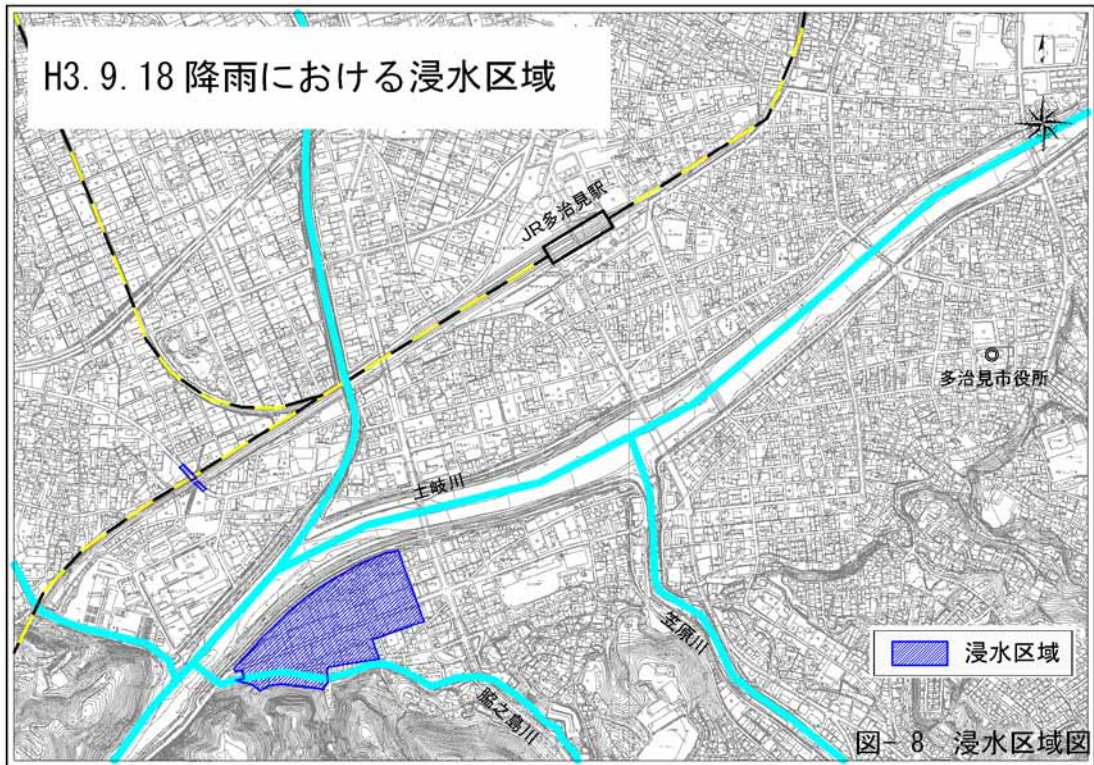 H3.9.18 降雨における浸水区域
JR多治見駅
多治見市役所
土岐川
笠原川
浸水区域
脇之島川
図- 8 浸水区域図